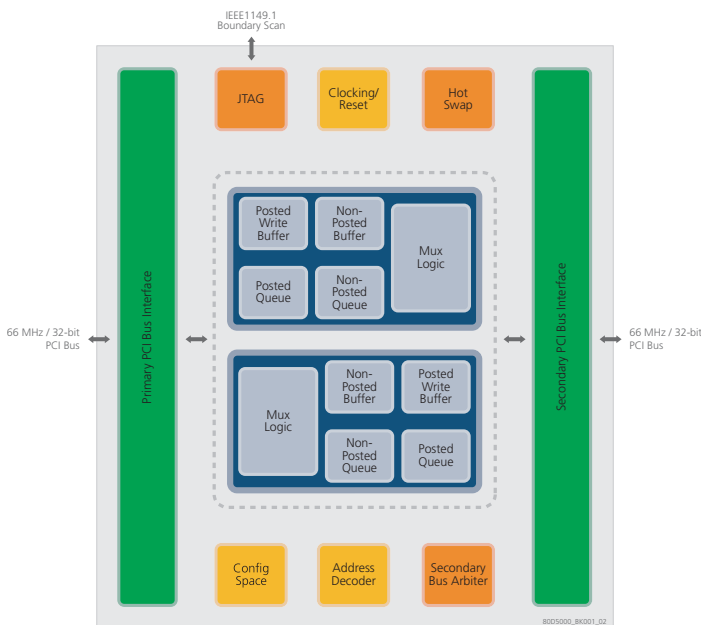 IEEE1149.1
Boundary Scan
JTAG
Clocking/
Reset
Hot
Swap
Primary PCI Bus Interface
Secondary PCI Bus Interface
66 MHz / 32-bit
PCI Bus
66 MHz / 32-bit
PCI Bus
Posted
Write
Buffer
Non-
Posted
Buffer
Mux
Logic
Posted
Queue
Non-
Posted
Queue
Mux
Logic
Non-
Posted
Buffer
Posted
Write
Buffer
Non-
Posted
Queue
Posted
Queue
Config
Space
Address
Decoder
Secondary
Bus Arbiter
80D5000_BK001_02